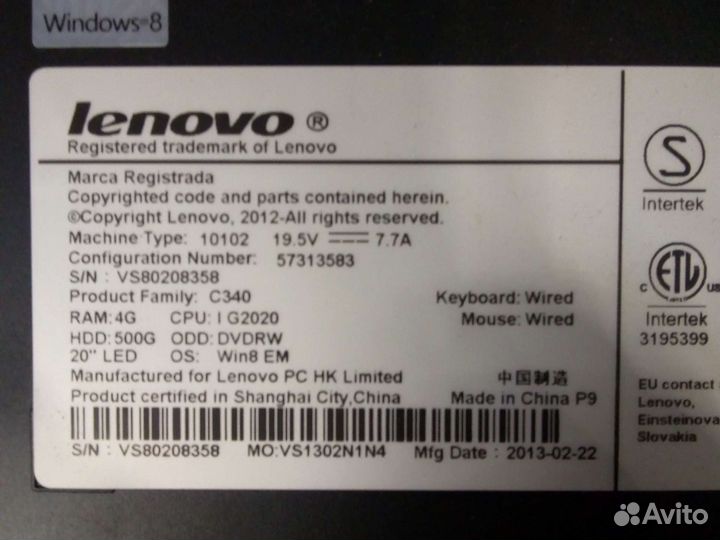 Windows 8
lenovo ®
Registered trademark of Lenovo
Marca Registrada
Copyrighted code and parts contained herein.
©Copyright Lenovo, 2012-All rights reserved.
Machine Type: 10102 19.5V 7.7A
Configuration Number: 57313583
S/N : VS80208358
Product Family: C340 Keyboard: Wired
RAM: 4G CPU: I G2020 Mouse: Wired
HDD: 500G ODD: DVDRW
20" LED OS: Win8 EM
Manufactured for Lenovo PC HK Limited 中国制造
Product certified in Shanghai City,China Made in China P9
S/N : VS80208358 MO:VS1302N1N4 Mfg Date : 2013-02-22
S
Intertek
C ETL US
Intertek
3195399
EU contact
Lenovo,
Einsteinova
Slovakia
Avito